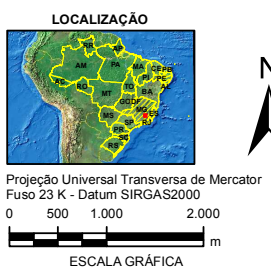 LOCALIZAÇÃO
RR AP
AM PA MA CE PB
PI PE
AC RO TO AL
MT BA
GO DF
MS MG ES
SP RJ
PR
SC
RS
N
Projeção Universal Transversa de Mercator
Fuso 23 K - Datum SIRGAS2000
0 500 1.000 2.000
m
ESCALA GRÁFICA